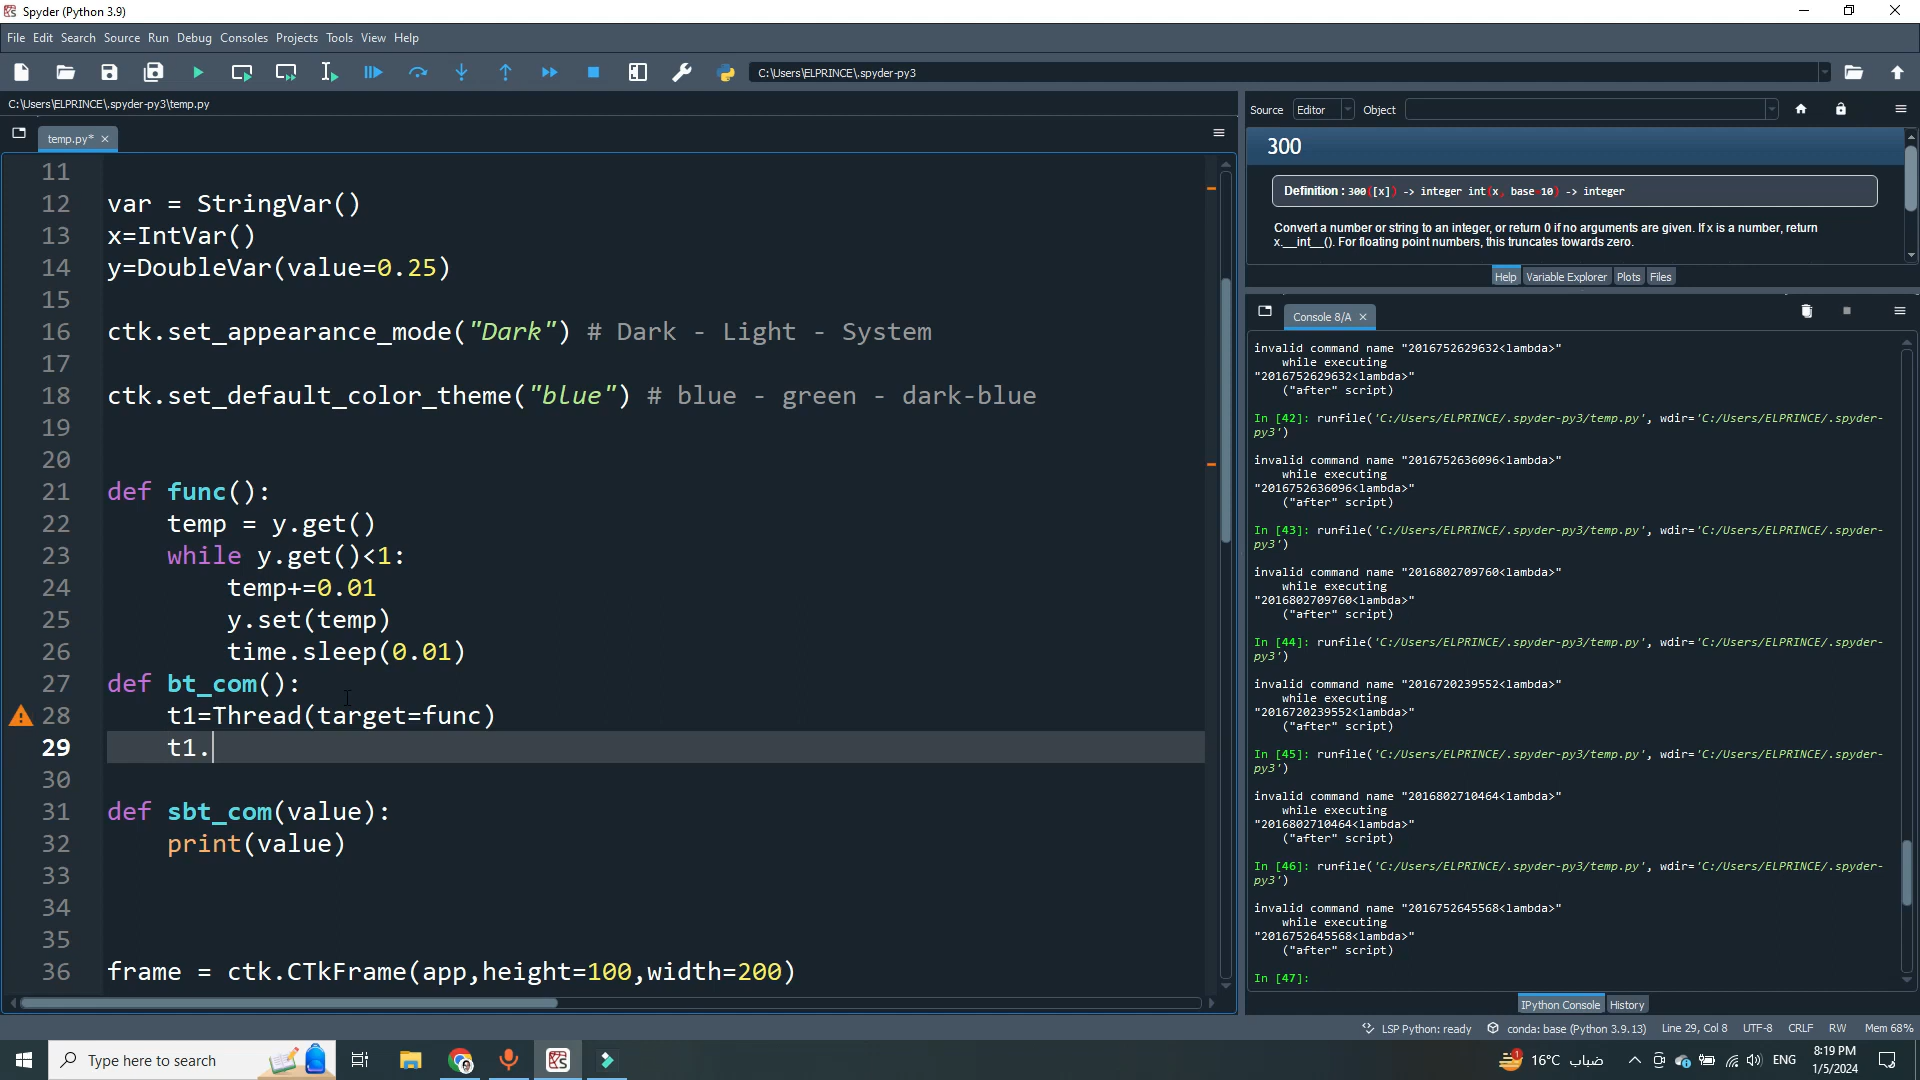 Spyder (Python 3.9)
File Edit Search Source Run Debug Consoles Projects Tools View Help
C:\Users\ELPRINCE\.spyder-py3
C:\Users\ELPRINCE\.spyder-py3\temp.py
temp.py*
11
12 var = StringVar()
13 x=IntVar()
14 y=DoubleVar(value=0.25)
15
16 ctk.set_appearance_mode("Dark") # Dark - Light - System
17
18 ctk.set_default_color_theme("blue") # blue - green - dark-blue
19
20
21 def func():
22 temp = y.get()
23 while y.get()<1:
24 temp+=0.01
25 y.set(temp)
26 time.sleep(0.01)
27 def bt_com():
28 t1=Thread(target=func)
29 t1.
30
31 def sbt_com(value):
32 print(value)
33
34
35
36 frame = ctk.CTkFrame(app,height=100,width=200)
Source Editor Object
300
Definition : 300([x]) -> integer int(x, base=10) -> integer
Convert a number or string to an integer, or return 0 if no arguments are given. If x is a number, return
x.__int__(). For floating point numbers, this truncates towards zero.
Help Variable Explorer Plots Files
Console 8/A
invalid command name "2016752629632<lambda>"
while executing
"2016752629632<lambda>"
("after" script)
In [42]: runfile('C:/Users/ELPRINCE/.spyder-py3/temp.py', wdir='C:/Users/ELPRINCE/.spyder-
py3')
invalid command name "2016752636096<lambda>"
while executing
"2016752636096<lambda>"
("after" script)
In [43]: runfile('C:/Users/ELPRINCE/.spyder-py3/temp.py', wdir='C:/Users/ELPRINCE/.spyder-
py3')
invalid command name "2016802709760<lambda>"
while executing
"2016802709760<lambda>"
("after" script)
In [44]: runfile('C:/Users/ELPRINCE/.spyder-py3/temp.py', wdir='C:/Users/ELPRINCE/.spyder-
py3')
invalid command name "2016720239552<lambda>"
while executing
"2016720239552<lambda>"
("after" script)
In [45]: runfile('C:/Users/ELPRINCE/.spyder-py3/temp.py', wdir='C:/Users/ELPRINCE/.spyder-
py3')
invalid command name "2016802710464<lambda>"
while executing
"2016802710464<lambda>"
("after" script)
In [46]: runfile('C:/Users/ELPRINCE/.spyder-py3/temp.py', wdir='C:/Users/ELPRINCE/.spyder-
py3')
invalid command name "2016752645568<lambda>"
while executing
"2016752645568<lambda>"
("after" script)
In [47]:
IPython Console History
LSP Python: ready conda: base (Python 3.9.13) Line 29, Col 8 UTF-8 CRLF RW Mem 68%
Type here to search
1 16°C ضباب ENG 8:19 PM
1/5/2024